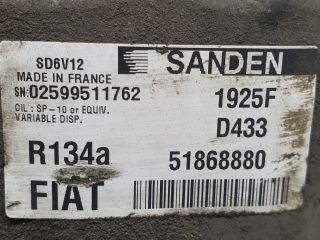 SANDEN
SD6V12
MADE IN FRANCE
SN:02599511762
1925F
OIL : SP-10 or EQUIV.
VARIABLE DISP.
D433
R134a
51868880
FIAT